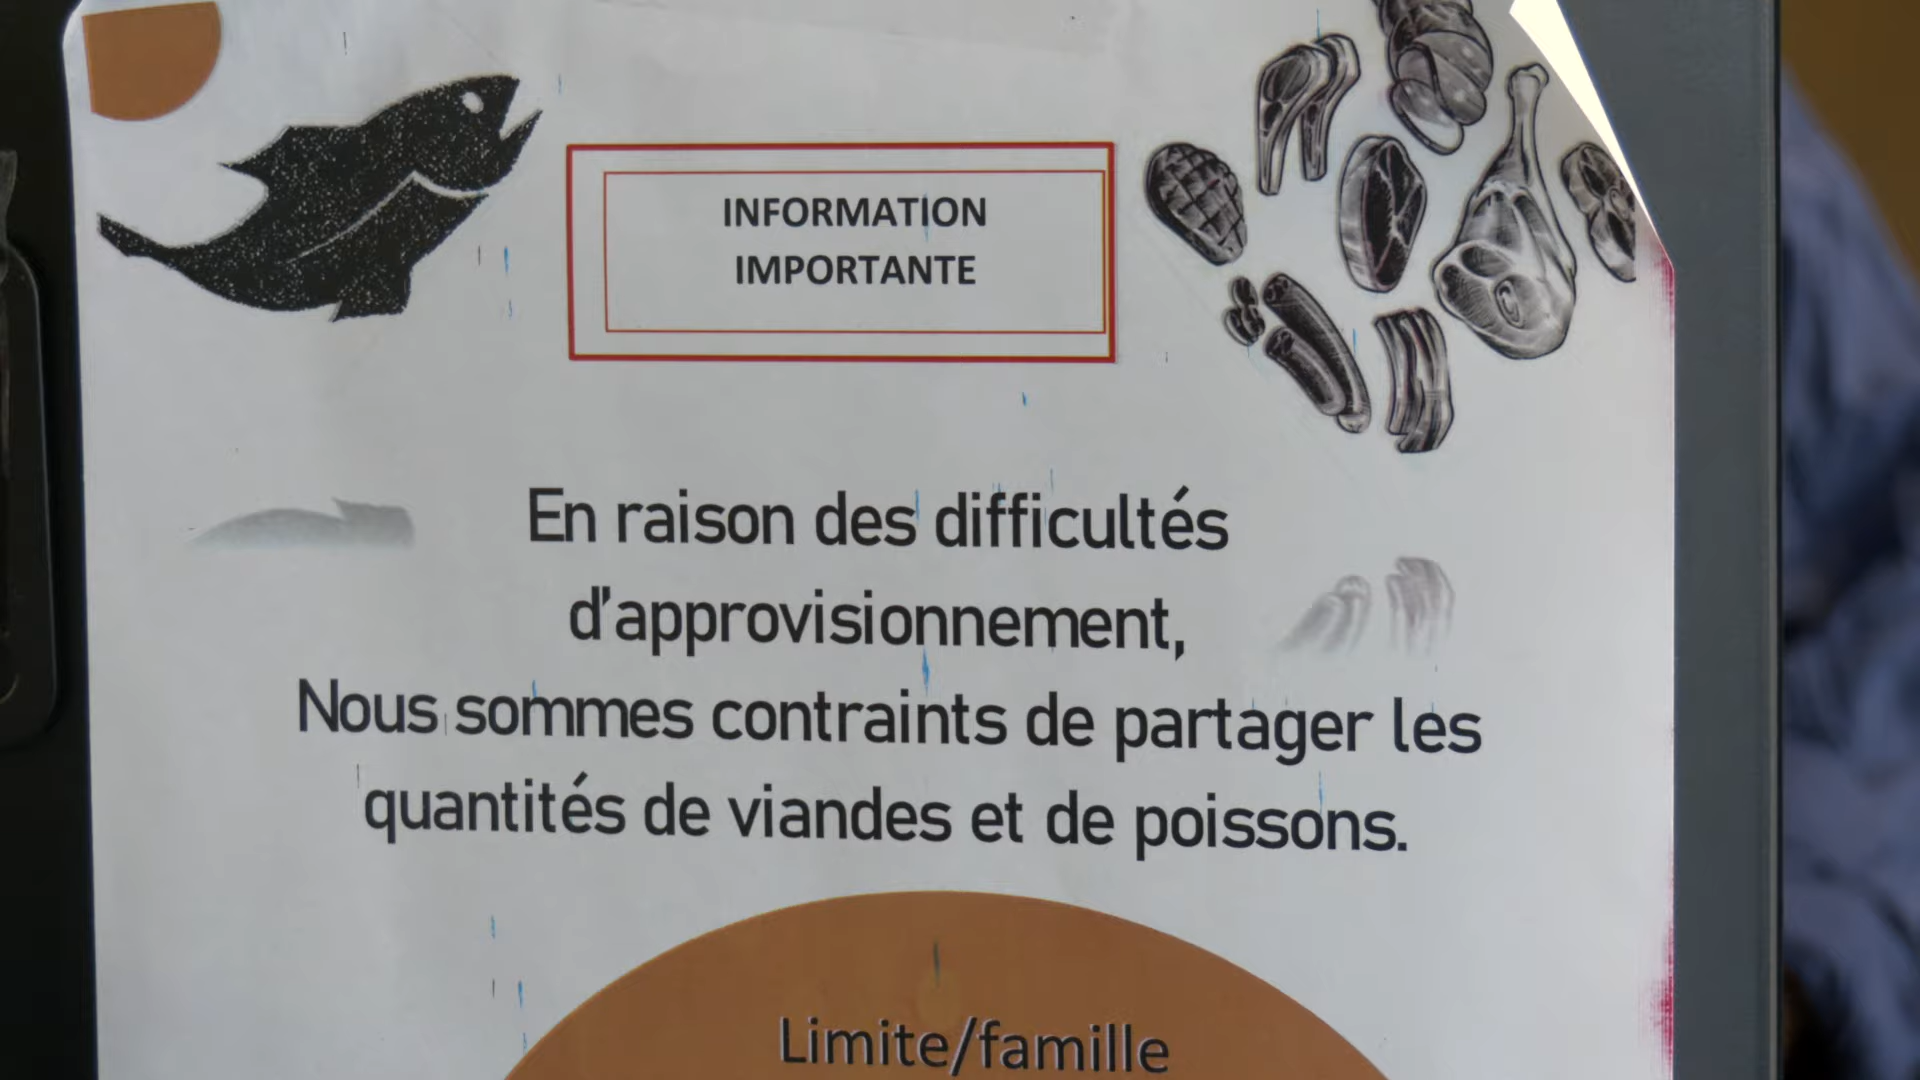 INFORMATION
IMPORTANTE
En raison des difficultés
d'approvisionnement,
Nous sommes contraints de partager les
quantités de viandes et de poissons.
Limite/famille